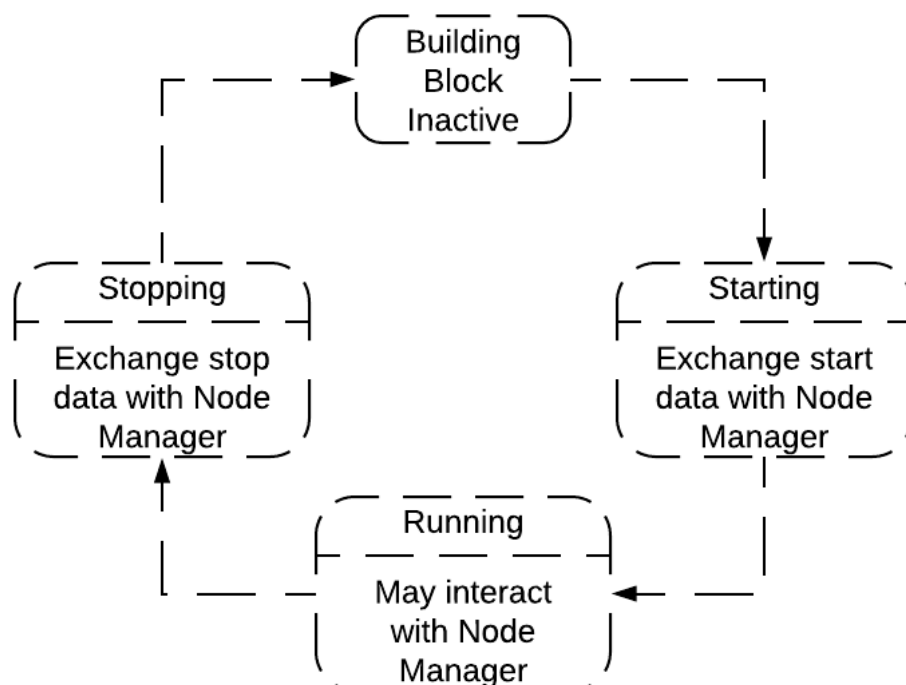 Building
Block
Inactive
Stopping
Exchange stop
data with Node
Manager
Starting
Exchange start
data with Node
Manager
Running
May interact
with Node
Manager